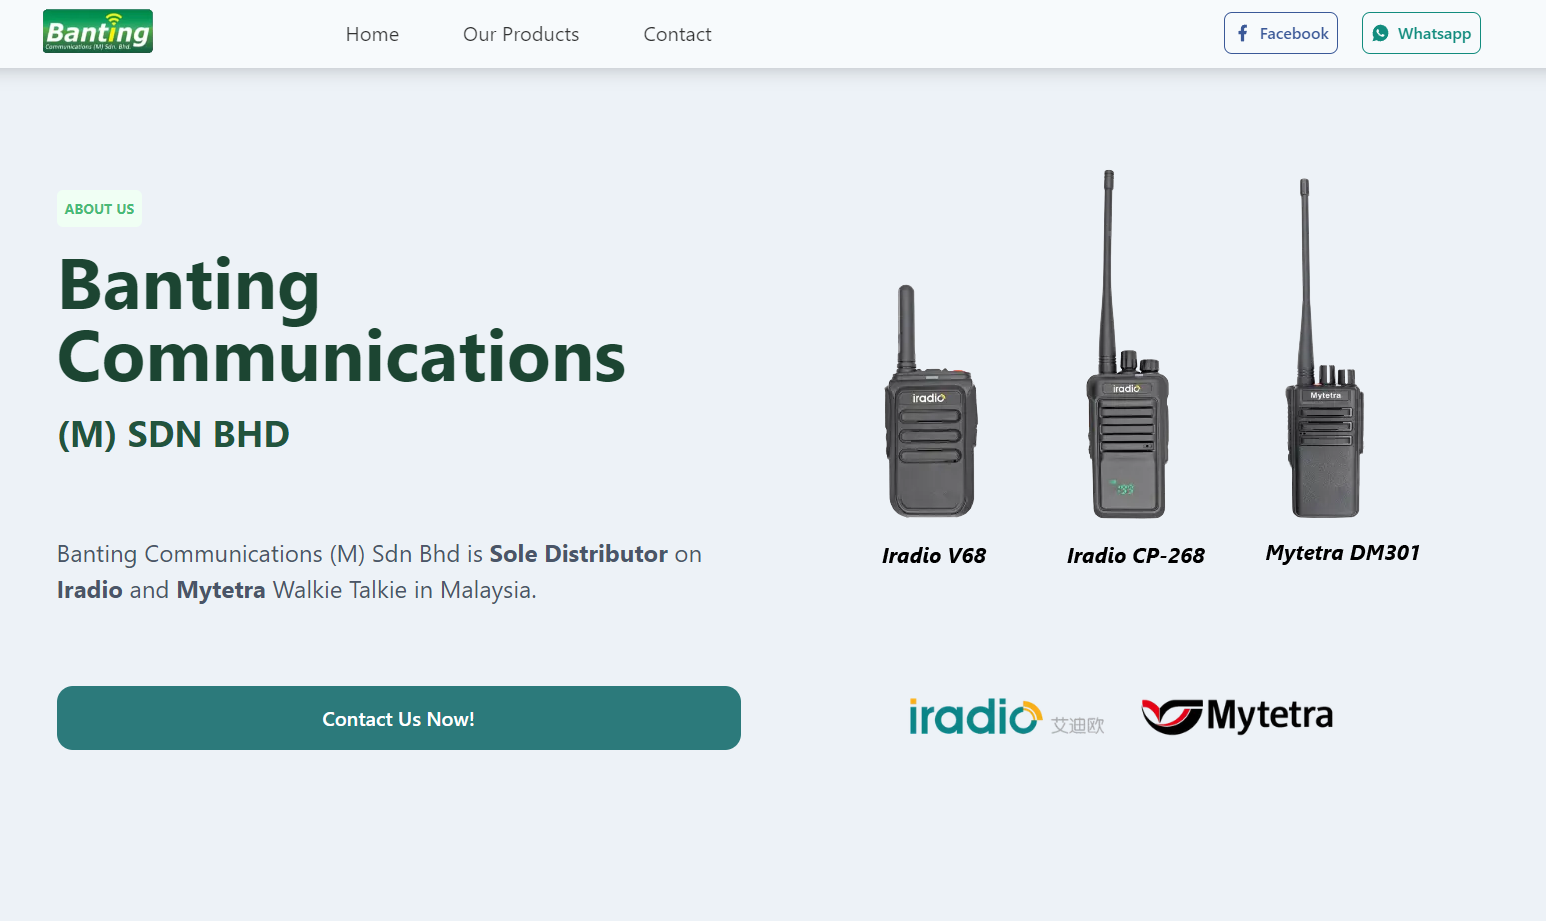 Banting
Communications (M) Sdn. Bhd.
Home
Our Products
Contact
Facebook
Whatsapp
ABOUT US
Banting
Communications
(M) SDN BHD
Banting Communications (M) Sdn Bhd is Sole Distributor on
Iradio and Mytetra Walkie Talkie in Malaysia.
Contact Us Now!
iradio
iradio
:99
Mytetra
Iradio V68
Iradio CP-268
Mytetra DM301
iradio 艾迪欧
Mytetra